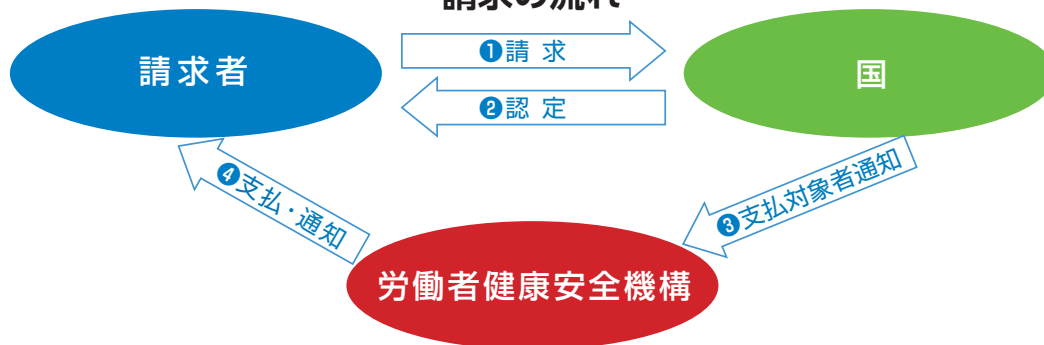 請求の流れ
請求者
❶請 求
国
❷認 定
❹支払・通知
❸支払対象者通知
労働者健康安全機構